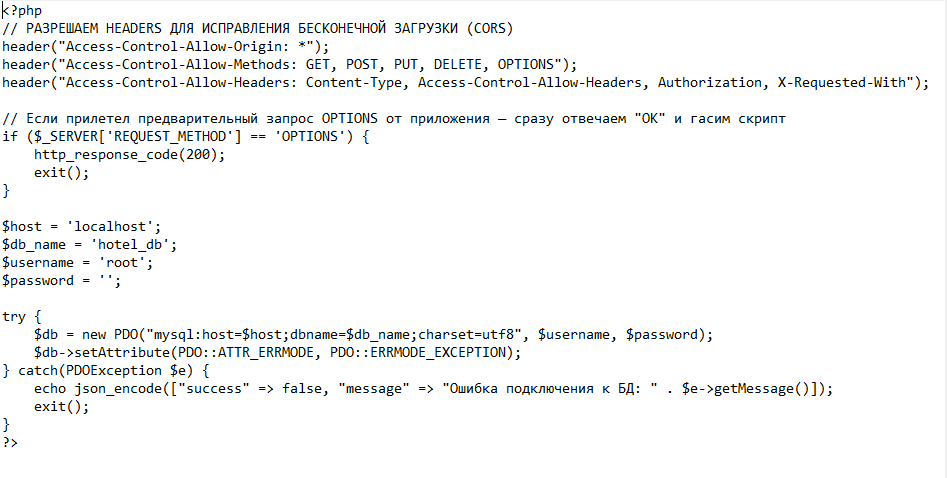 <?php
// РАЗРЕШАЕМ HEADERS ДЛЯ ИСПРАВЛЕНИЯ БЕСКОНЕЧНОЙ ЗАГРУЗКИ (CORS)
header("Access-Control-Allow-Origin: *");
header("Access-Control-Allow-Methods: GET, POST, PUT, DELETE, OPTIONS");
header("Access-Control-Allow-Headers: Content-Type, Access-Control-Allow-Headers, Authorization, X-Requested-With");

// Если прилетел предварительный запрос OPTIONS от приложения — сразу отвечаем "ОК" и гасим скрипт
if ($_SERVER['REQUEST_METHOD'] == 'OPTIONS') {
    http_response_code(200);
    exit();
}

$host = 'localhost';
$db_name = 'hotel_db';
$username = 'root';
$password = '';

try {
    $db = new PDO("mysql:host=$host;dbname=$db_name;charset=utf8", $username, $password);
    $db->setAttribute(PDO::ATTR_ERRMODE, PDO::ERRMODE_EXCEPTION);
} catch(PDOException $e) {
    echo json_encode(["success" => false, "message" => "Ошибка подключения к БД: " . $e->getMessage()]);
    exit();
}
?>